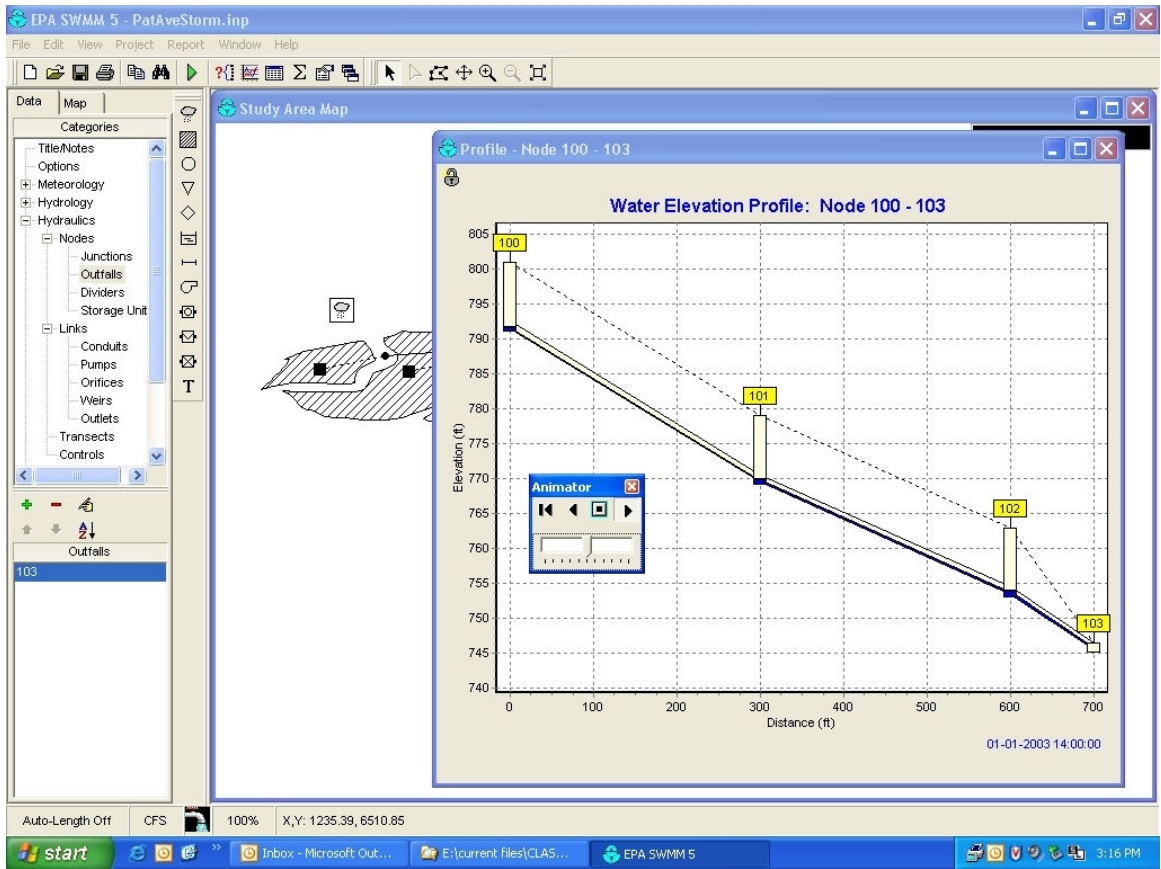 EPA SWMM 5 - PatAveStorm.inp
File Edit View Project Report Window Help
Data Map
Categories
Title/Notes
Options
Meteorology
Hydrology
Hydraulics
Nodes
Junctions
Outfalls
Dividers
Storage Unit
Links
Conduits
Pumps
Orifices
Weirs
Outlets
Transects
Controls
Outfalls
103
T
Study Area Map
Profile - Node 100 - 103
Water Elevation Profile: Node 100 - 103
Elevation (ft)
805
800
795
790
785
780
775
770
765
760
755
750
745
740
100
101
102
103
Animator
0 100 200 300 400 500 600 700
Distance (ft)
01-01-2003 14:00:00
Auto-Length Off CFS 100% X,Y: 1235.39, 6510.85
start Inbox - Microsoft Out... E:\current files\CLAS... EPA SWMM 5 3:16 PM